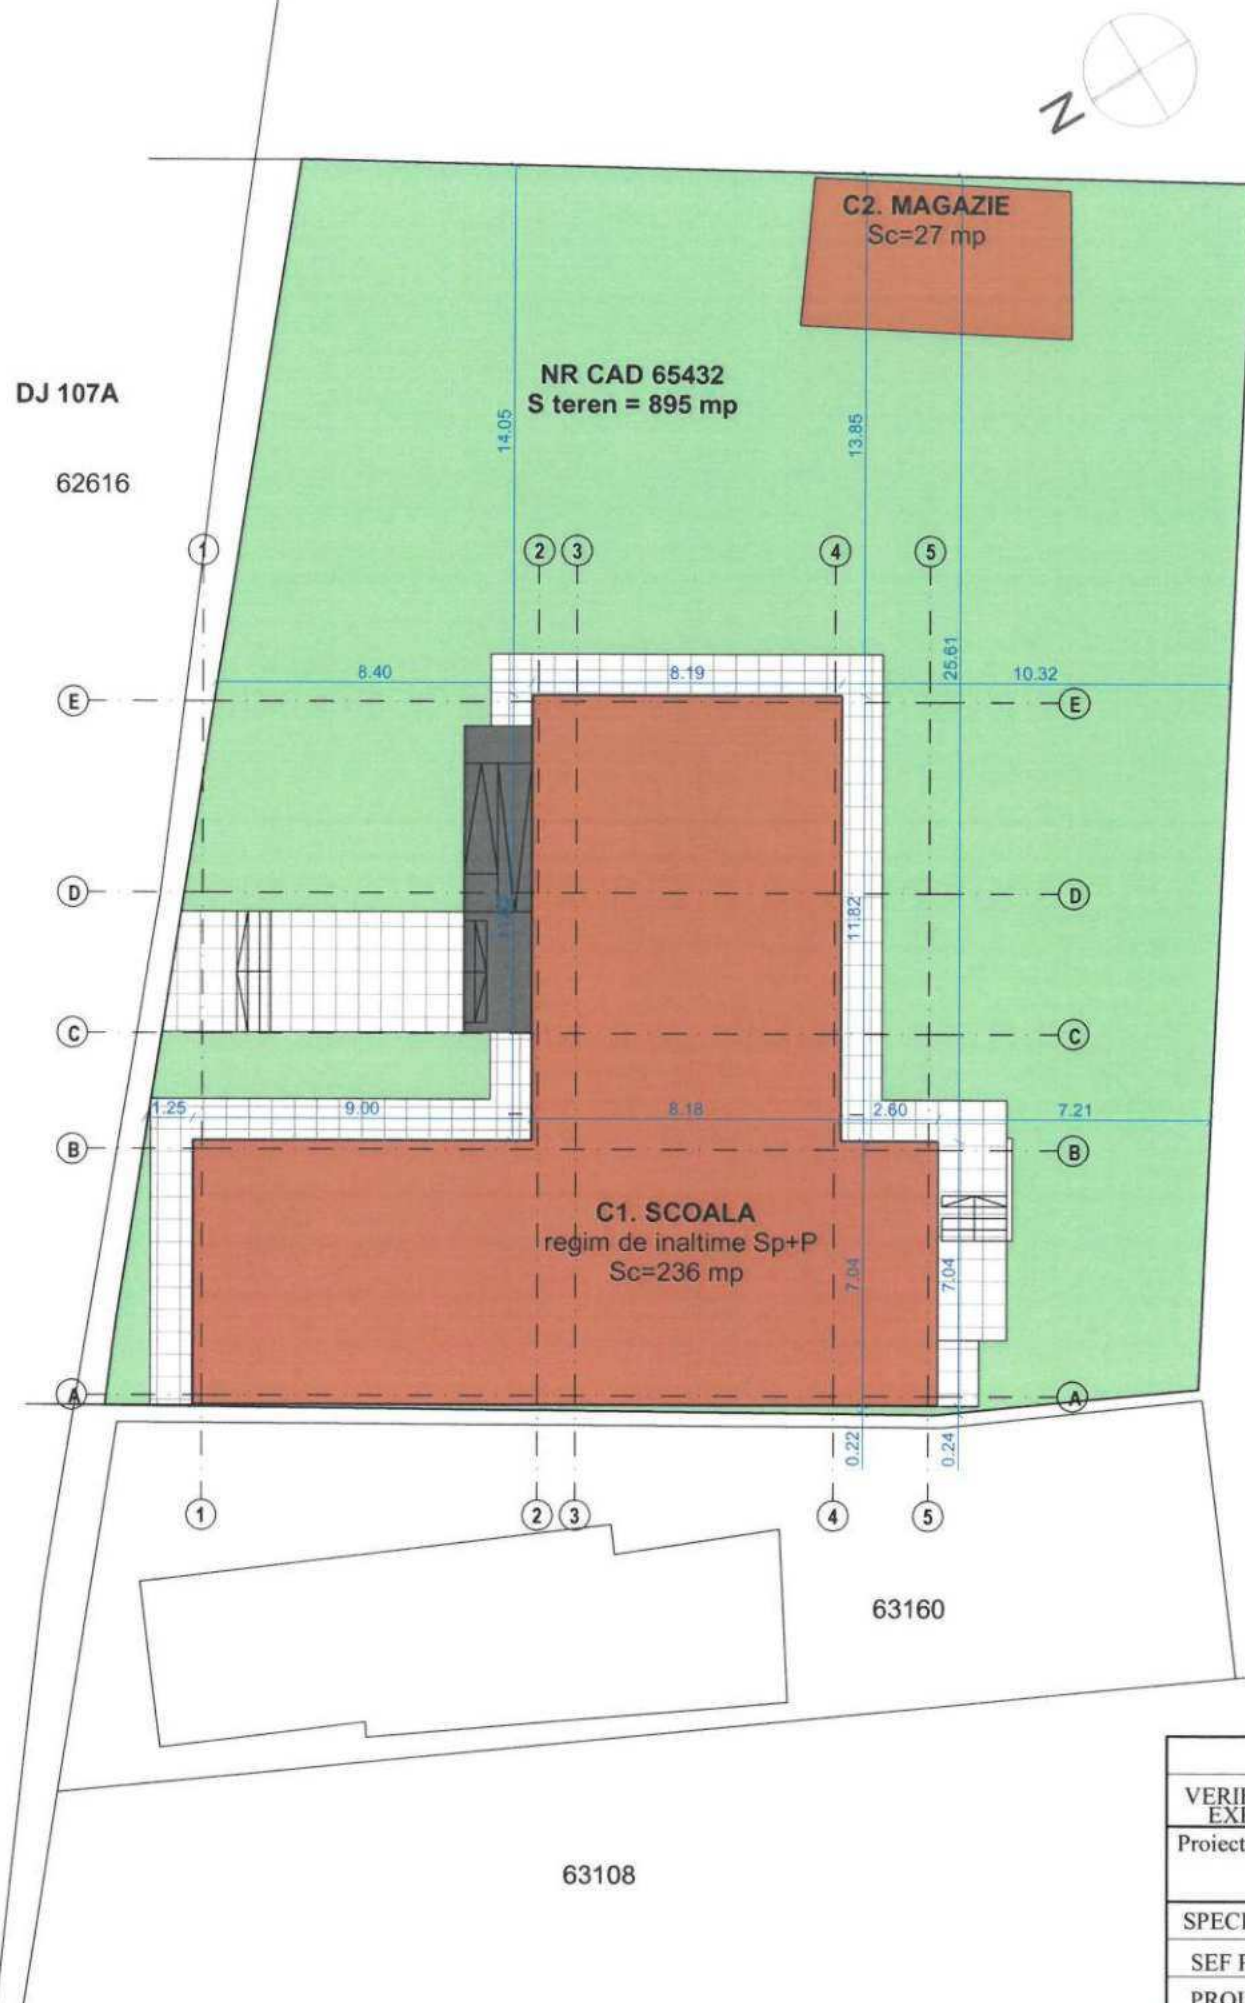 N
C2. MAGAZIE
Sc=27 mp
NR CAD 65432
S teren = 895 mp
DJ 107A
62616
14.05
13.85
1
2
3
4
5
8.40
8.19
25.61
10.32
E
E
D
D
11.82
C
C
1.25
9.00
8.18
2.60
7.21
B
B
C1. SCOALA
regim de inaltime Sp+P
Sc=236 mp
7.04
7.04
A
A
0.22
0.24
1
2
3
4
5
63160
63108
Proiect